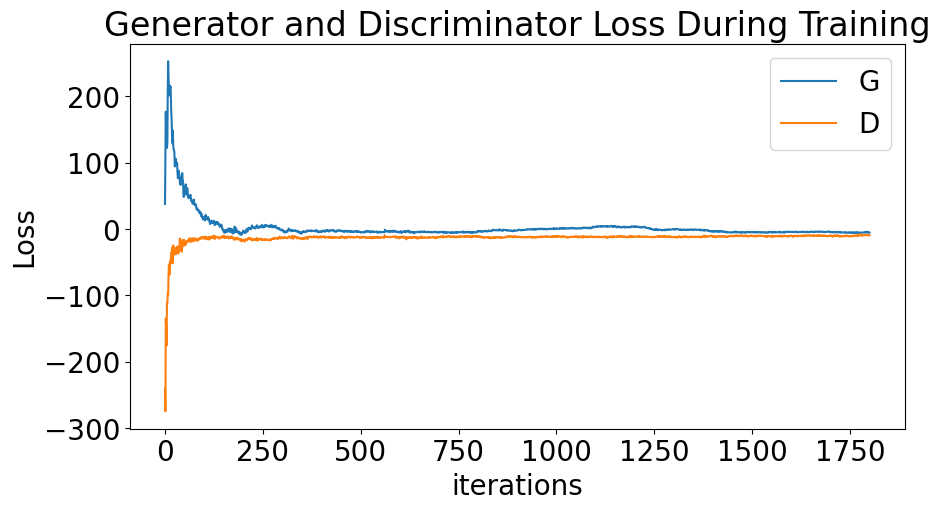 Generator and Discriminator Loss During Training
G
D
Loss
200
100
0
−100
−200
−300
0 250 500 750 1000 1250 1500 1750
iterations